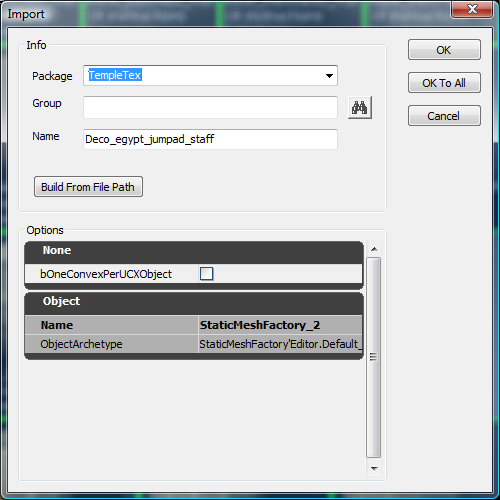 Import
Info
Package TempleTex
Group
Name Deco_egypt_jumpad_staff
Build From File Path
OK
OK To All
Cancel
Options
None
bOneConvexPerUCXObject
Object
Name StaticMeshFactory_2
ObjectArchetype StaticMeshFactory'Editor.Default_